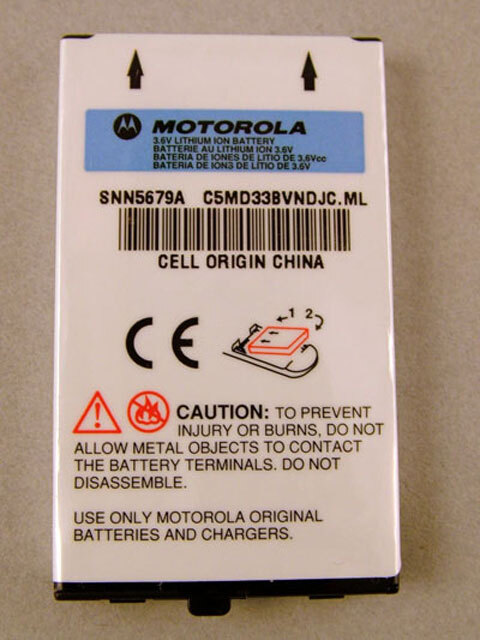 MOTOROLA
3.6V LITHIUM ION BATTERY
BATTERIE AU LITHIUM ION 3.6V
BATERIA DE IONES DE LITIO DE 3,6Vcc
BATERIA DE IONES DE LITIO DE 3.6V
SNN5679A C5MD33BVNDJC.ML
CELL ORIGIN CHINA
CE
1 2
CAUTION: TO PREVENT
INJURY OR BURNS, DO NOT
ALLOW METAL OBJECTS TO CONTACT
THE BATTERY TERMINALS. DO NOT
DISASSEMBLE.
USE ONLY MOTOROLA ORIGINAL
BATTERIES AND CHARGERS.